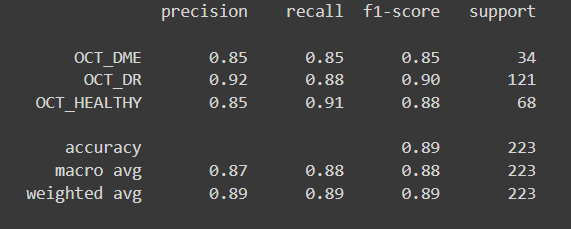 precision recall f1-score support
OCT_DME 0.85 0.85 0.85 34
OCT_DR 0.92 0.88 0.90 121
OCT_HEALTHY 0.85 0.91 0.88 68
accuracy 0.89 223
macro avg 0.87 0.88 0.88 223
weighted avg 0.89 0.89 0.89 223